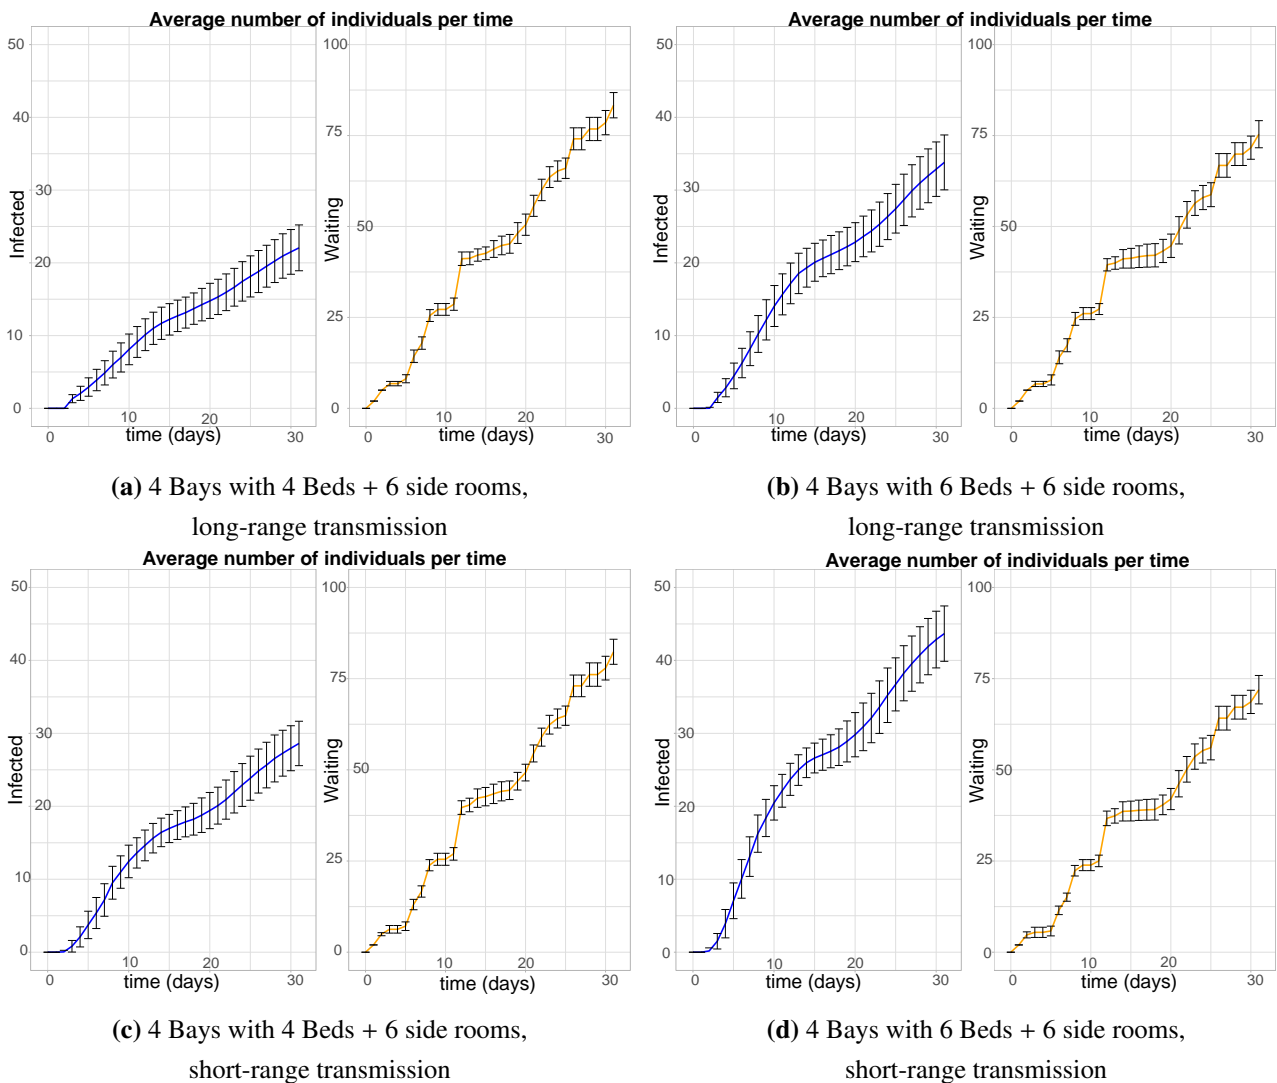 Average number of individuals per time
50
40
30
20
10
0
Infected
0
10
20
30
time (days)
100
75
50
25
0
Waiting
0
10
20
30
time (days)
(a) 4 Bays with 4 Beds + 6 side rooms,
long-range transmission
Average number of individuals per time
50
40
30
20
10
0
Infected
0
10
20
30
time (days)
100
75
50
25
0
Waiting
0
10
20
30
time (days)
(b) 4 Bays with 6 Beds + 6 side rooms,
long-range transmission
Average number of individuals per time
50
40
30
20
10
0
Infected
0
10
20
30
time (days)
100
75
50
25
0
Waiting
0
10
20
30
time (days)
(c) 4 Bays with 4 Beds + 6 side rooms,
short-range transmission
Average number of individuals per time
50
40
30
20
10
0
Infected
0
10
20
30
time (days)
100
75
50
25
0
Waiting
0
10
20
30
time (days)
(d) 4 Bays with 6 Beds + 6 side rooms,
short-range transmission